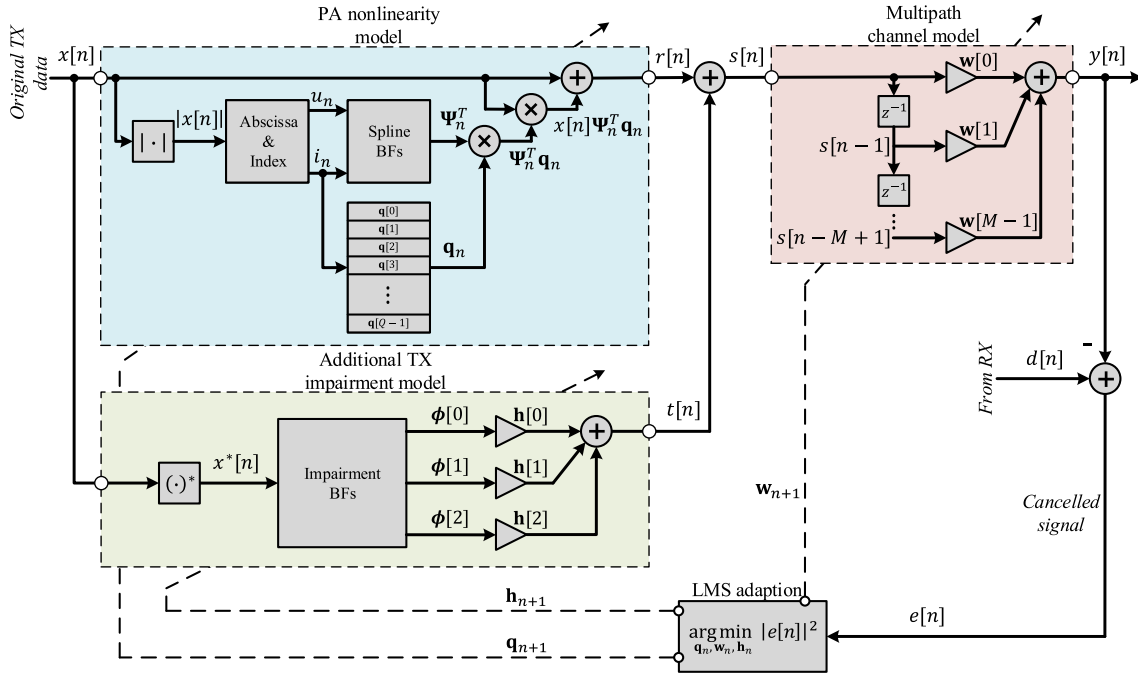 Original TX
data
x[n]
PA nonlinearity
model
|·|
|x[n]|
Abscissa
&
Index
u_n
i_n
Spline
BFs
Ψ_n^T
×
Ψ_n^T q_n
×
x[n]Ψ_n^T q_n
+
q[0]
q[1]
q[2]
q[3]
⋮
q[Q − 1]
q_n
r[n]
+
s[n]
Multipath
channel model
w[0]
+
y[n]
z⁻¹
s[n − 1]
w[1]
z⁻¹
⋮
s[n − M + 1]
w[M − 1]
Additional TX
impairment model
(·)*
x*[n]
Impairment
BFs
ϕ[0]
h[0]
ϕ[1]
h[1]
ϕ[2]
h[2]
+
t[n]
From RX
d[n]
-
+
Cancelled
signal
e[n]
w_{n+1}
h_{n+1}
q_{n+1}
LMS adaption
arg min |e[n]|²
q_n, w_n, h_n